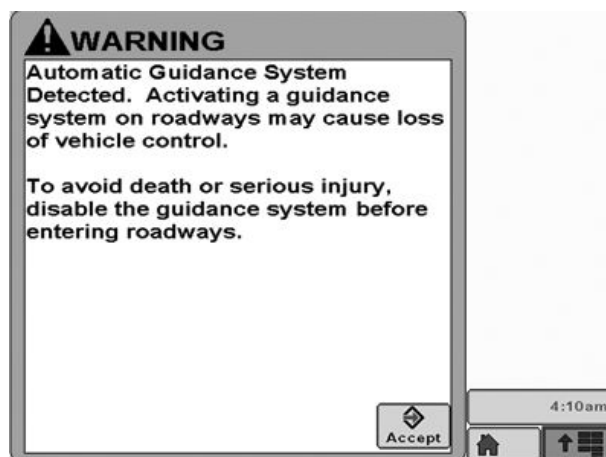 WARNING
Automatic Guidance System
Detected. Activating a guidance
system on roadways may cause loss
of vehicle control.
To avoid death or serious injury,
disable the guidance system before
entering roadways.
Accept
4:10am